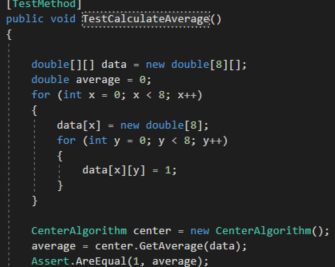 [TestMethod]
public void TestCalculateAverage()
{
double[][] data = new double[8][];
double average = 0;
for (int x = 0; x < 8; x++)
{
data[x] = new double[8];
for (int y = 0; y < 8; y++)
{
data[x][y] = 1;
}
}
CenterAlgorithm center = new CenterAlgorithm();
average = center.GetAverage(data);
Assert.AreEqual(1, average);